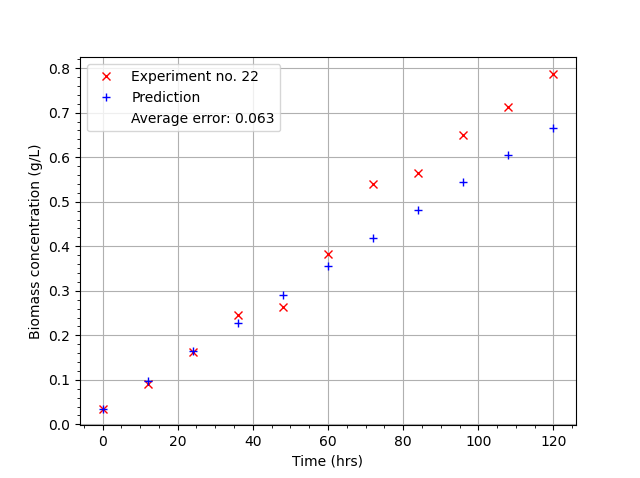 Experiment no. 22
Prediction
Average error: 0.063
Biomass concentration (g/L)
0.8
0.7
0.6
0.5
0.4
0.3
0.2
0.1
0.0
0 20 40 60 80 100 120
Time (hrs)